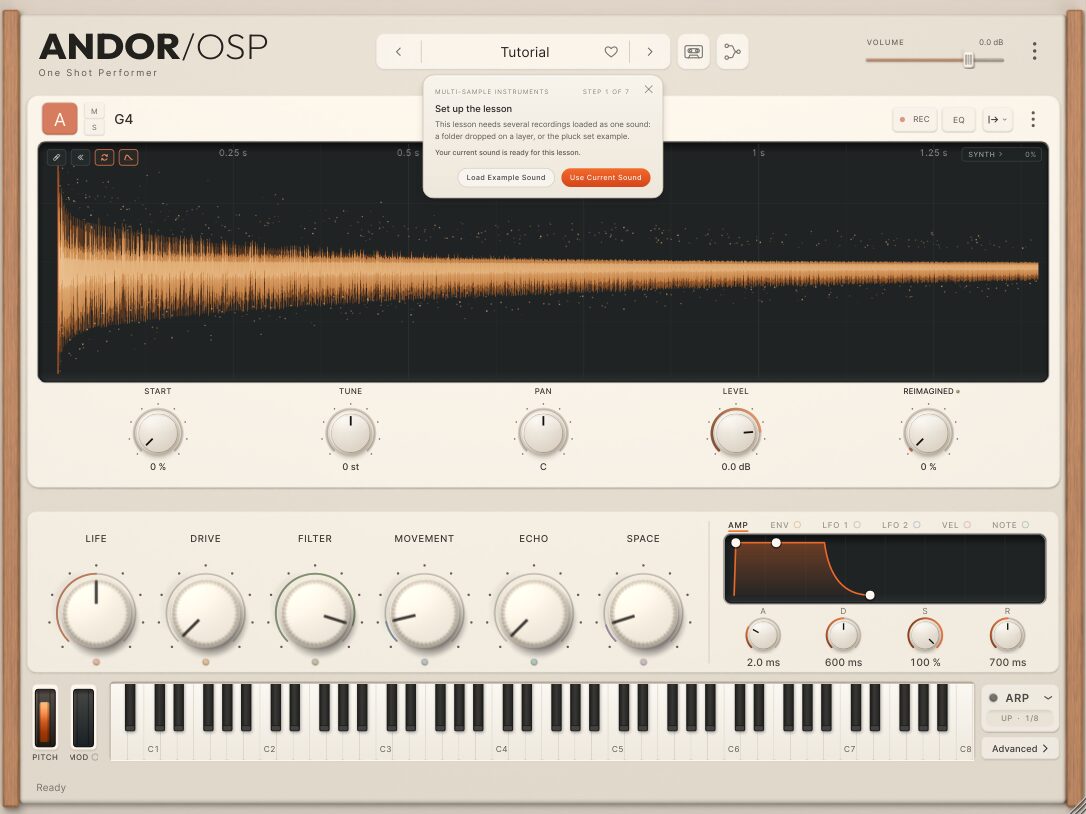 ANDOR/OSP
One Shot Performer
Tutorial
VOLUME 0.0 dB
MULTI-SAMPLE INSTRUMENTS STEP 1 OF 7
Set up the lesson
This lesson needs several recordings loaded as one sound:
a folder dropped on a layer, or the pluck set example.
Your current sound is ready for this lesson.
Load Example Sound Use Current Sound
A M S G4 REC EQ
0.25 s 0.5 s 1 s 1.25 s SYNTH 0%
START TUNE PAN LEVEL REIMAGINED
0 % 0 st C 0.0 dB 0 %
LIFE DRIVE FILTER MOVEMENT ECHO SPACE
AMP ENV LFO 1 LFO 2 VEL NOTE
A D S R
2.0 ms 600 ms 100 % 700 ms
C1 C2 C3 C4 C5 C6 C7 C8
PITCH MOD
ARP
UP · 1/8
Advanced
Ready